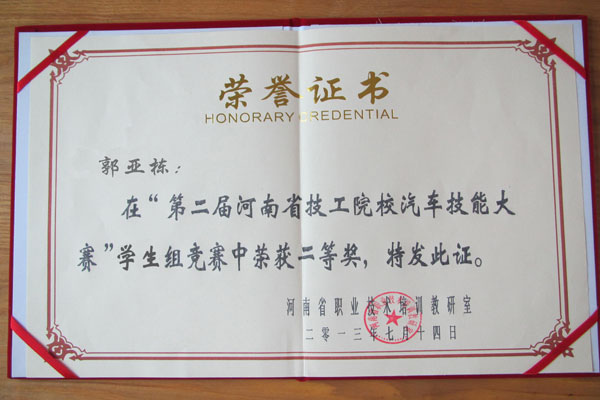 荣誉证书
HONORARY CREDENTIAL
郭亚栋：
在“第二届河南省技工院校汽车技能大
赛”学生组竞赛中荣获二等奖，特发此证。
河南省职业技术培训教研室
二零一三年七月十四日